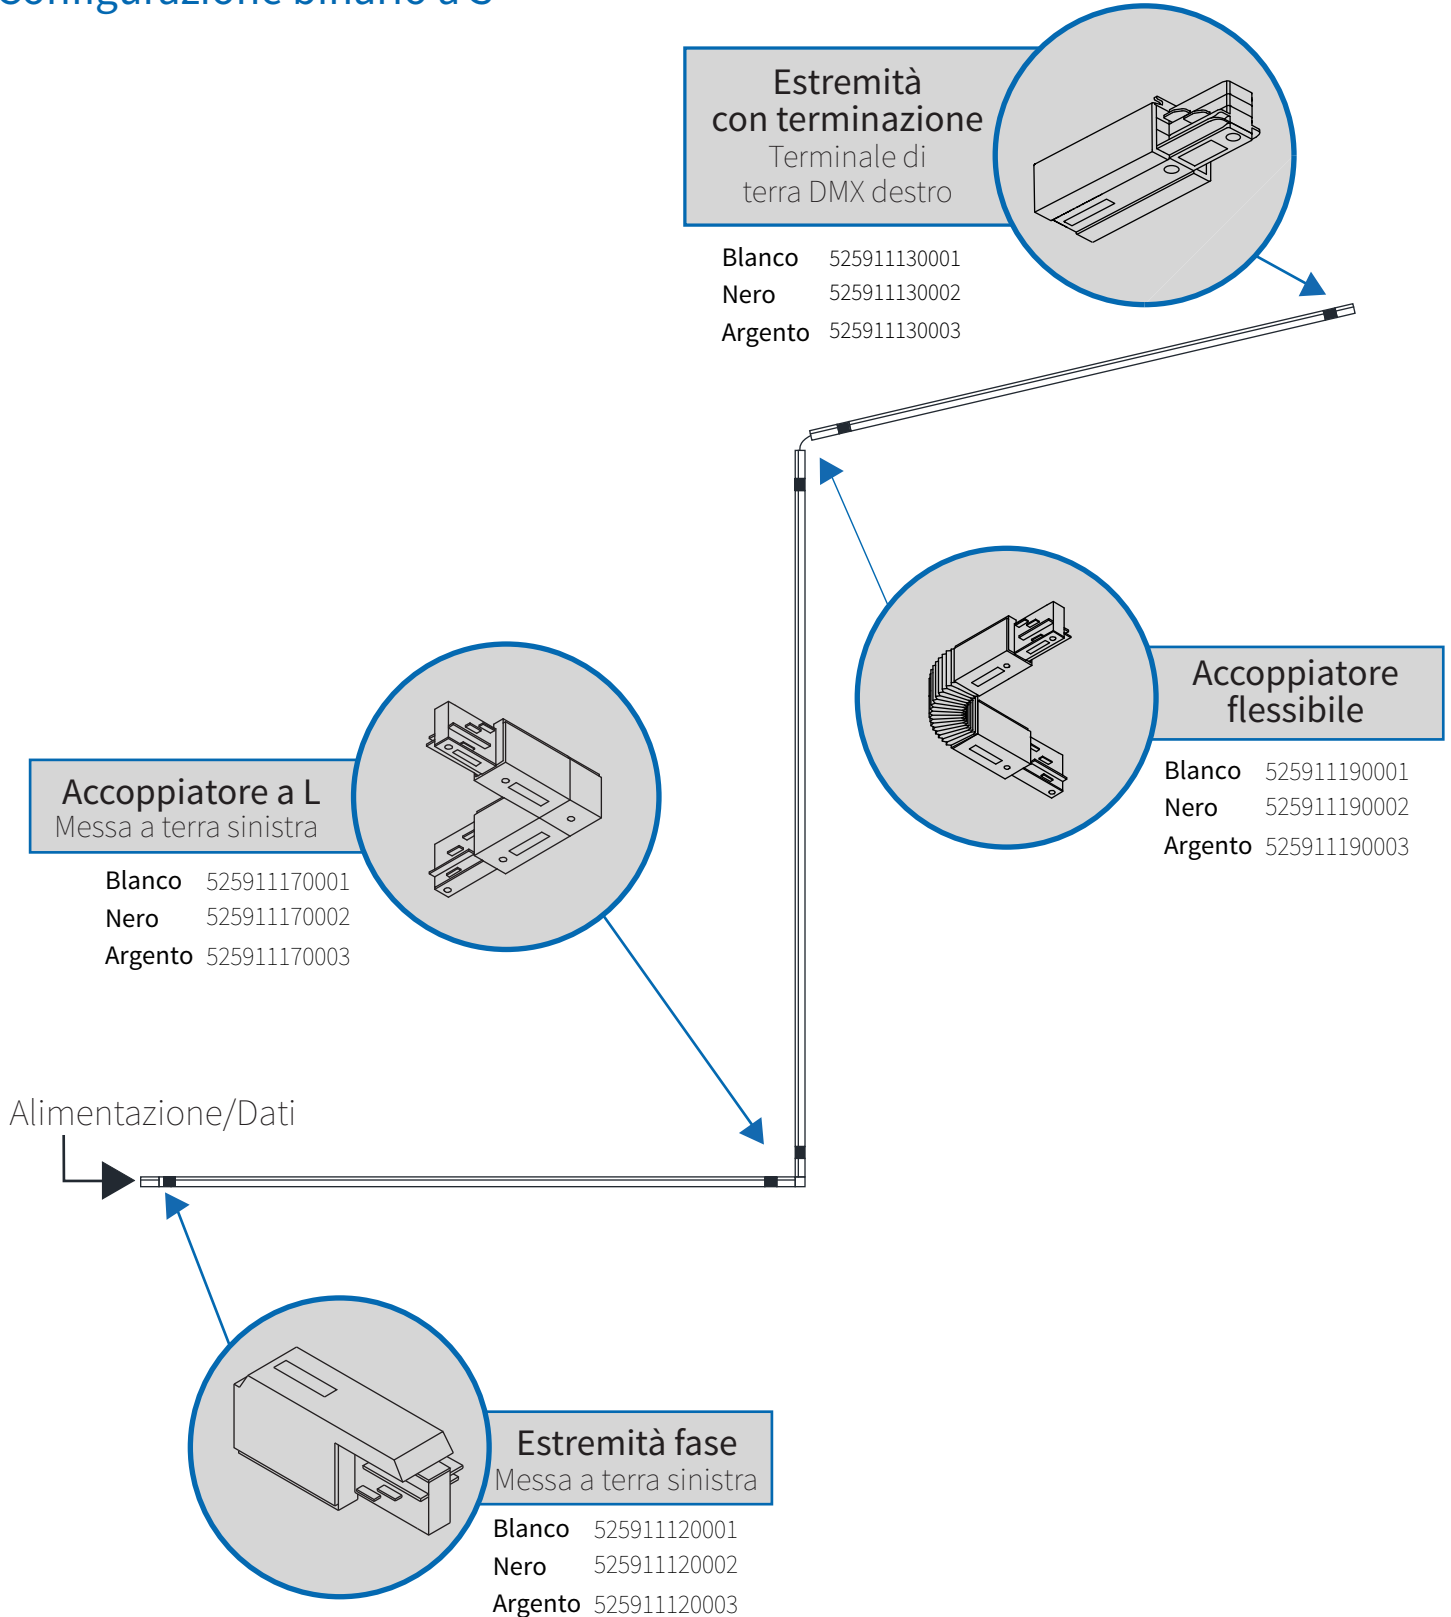 Configurazione binario a S
Estremità
con terminazione
Terminale di
terra DMX destro
Blanco 525911130001
Nero 525911130002
Argento 525911130003
Accoppiatore
flessibile
Blanco 525911190001
Nero 525911190002
Argento 525911190003
Accoppiatore a L
Messa a terra sinistra
Blanco 525911170001
Nero 525911170002
Argento 525911170003
Alimentazione/Dati
Estremità fase
Messa a terra sinistra
Blanco 525911120001
Nero 525911120002
Argento 525911120003